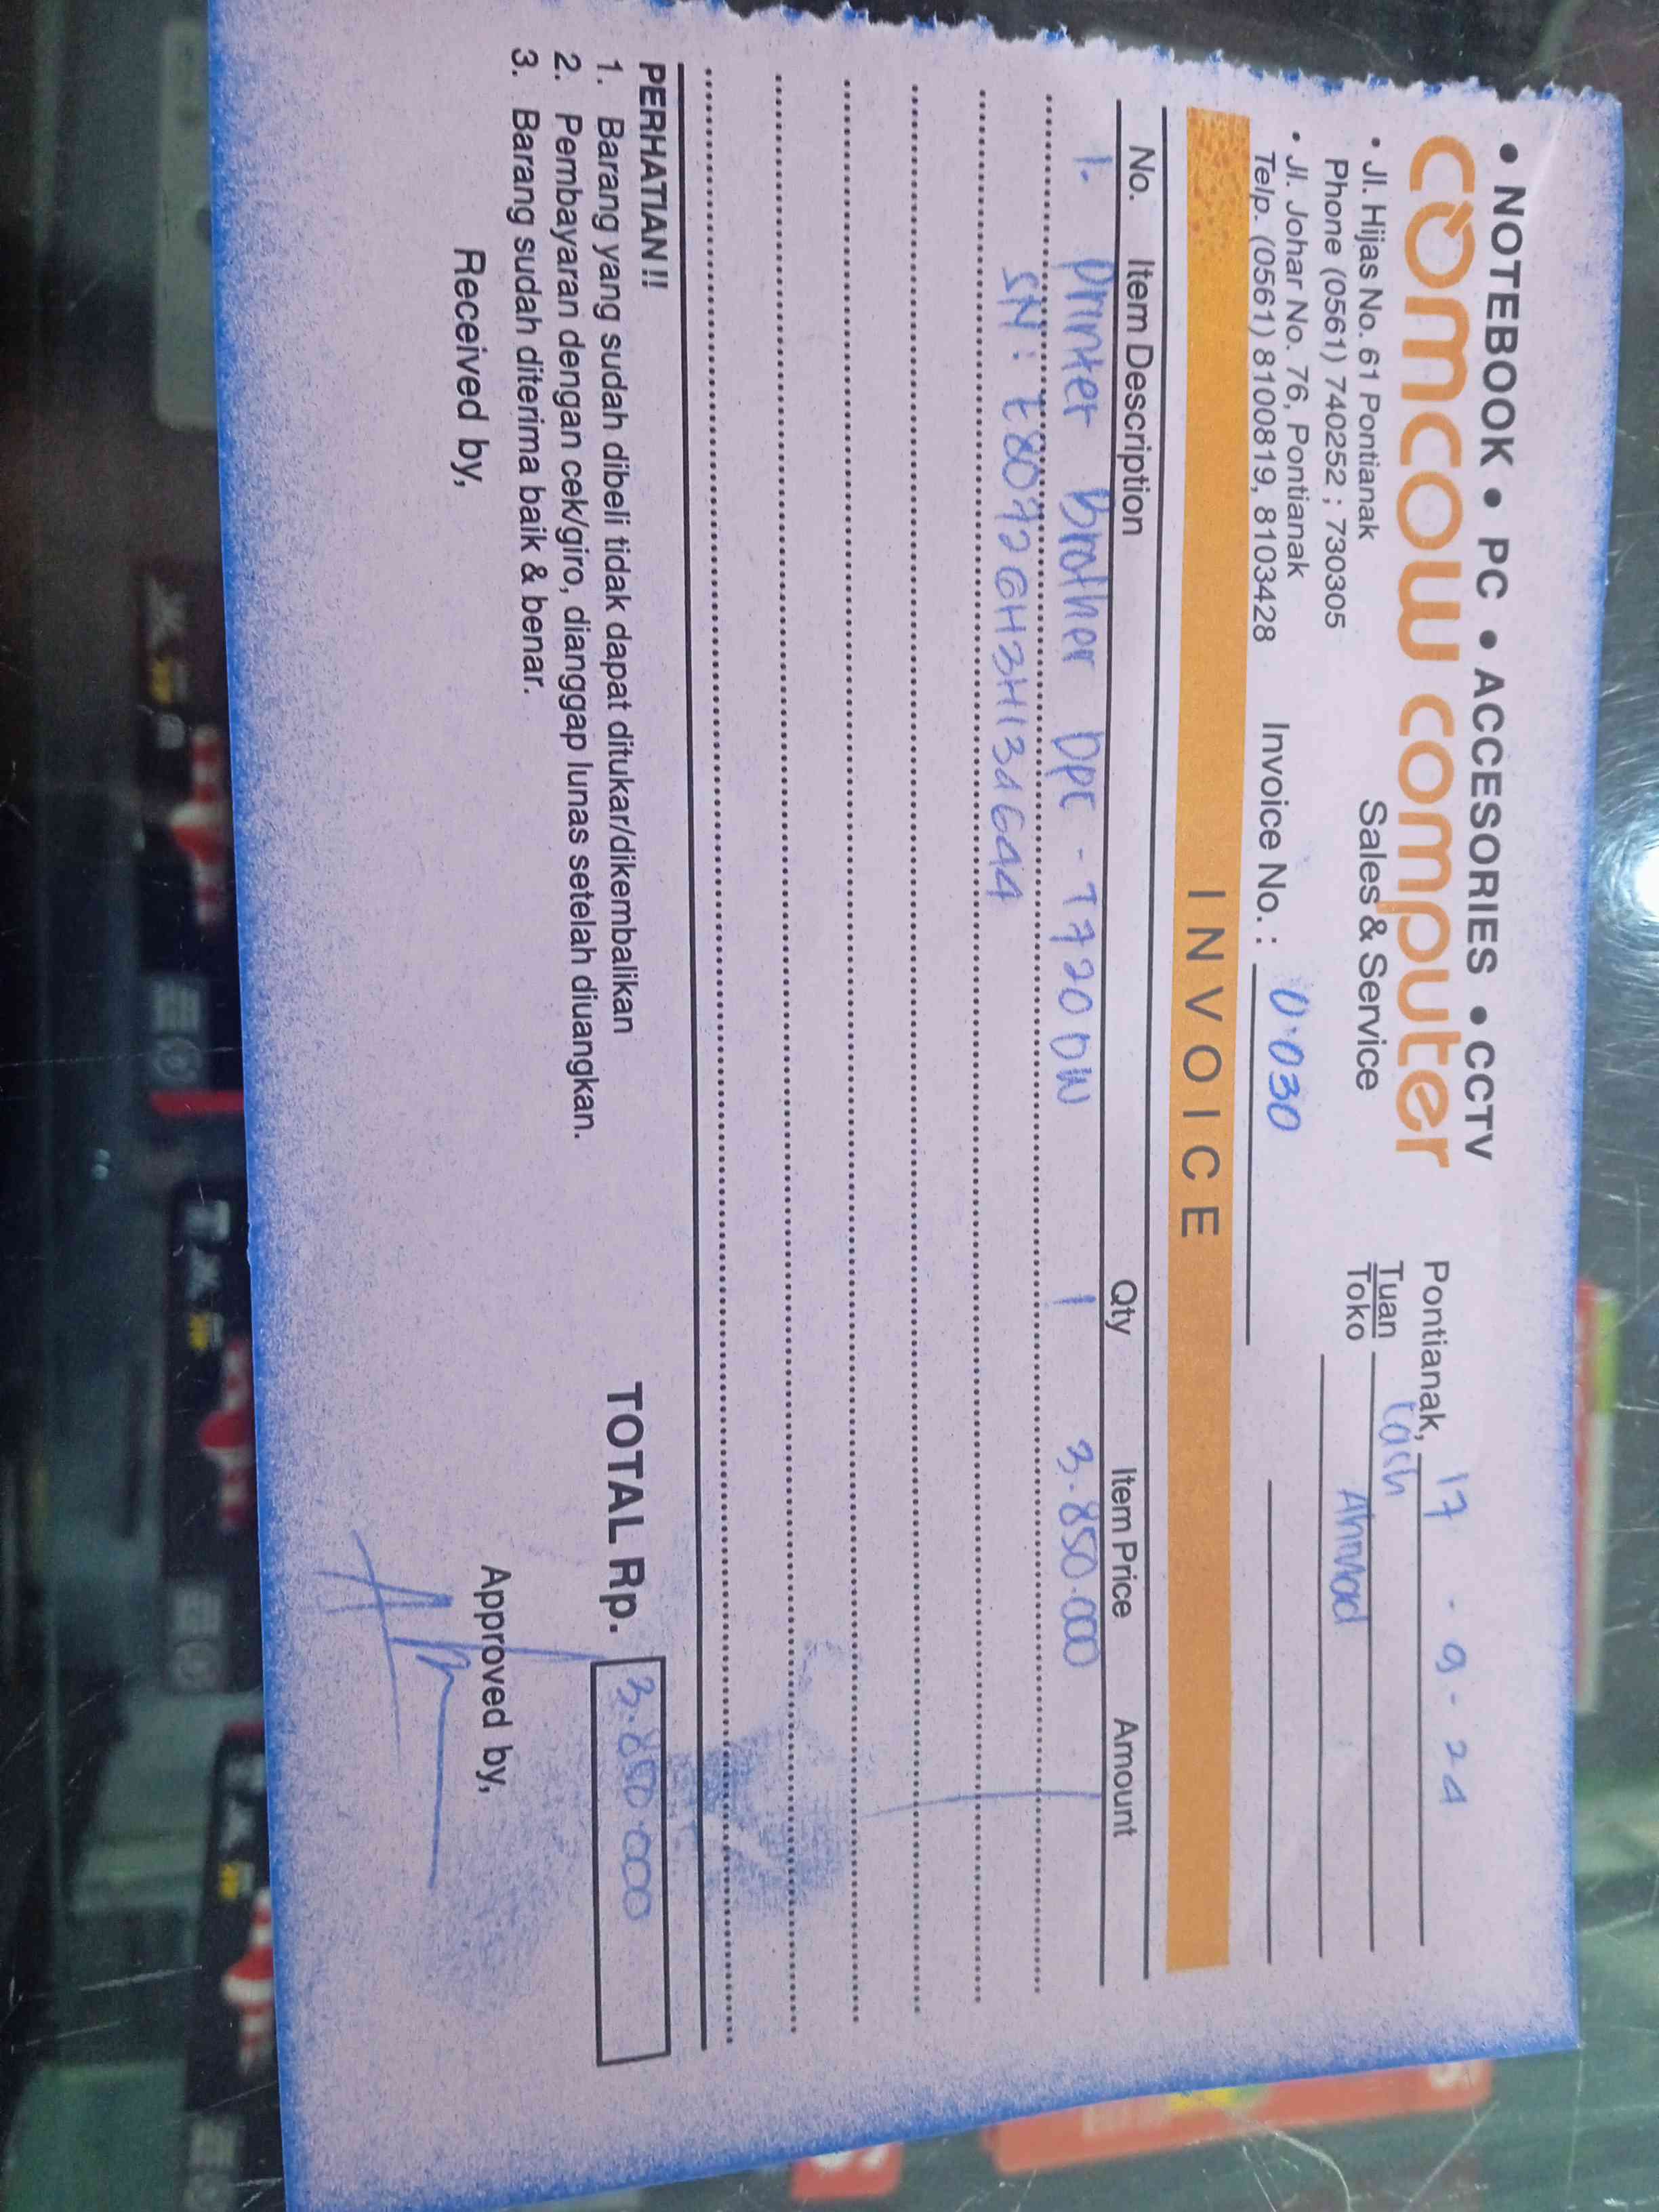 • NOTEBOOK • PC • ACCESORIES • CCTV
comcow computer
• Jl. Hijas No. 61 Pontianak
Phone (0561) 740252 ; 730305
Sales & Service
• Jl. Johar No. 76, Pontianak
Telp. (0561) 8100819, 8103428
Invoice No. : 0.030
Pontianak, 17 - 9 - 24
Tuan Cash
Toko Ahmad
INVOICE
No. Item Description Qty Item Price Amount
1. Printer Brother Dpc - T720DW 1 3.850.000
SN :
PERHATIAN !!
1. Barang yang sudah dibeli tidak dapat ditukar/dikembalikan
2. Pembayaran dengan cek/giro, dianggap lunas setelah diuangkan.
3. Barang sudah diterima baik & benar.
TOTAL Rp. 3.850.000
Received by,
Approved by,